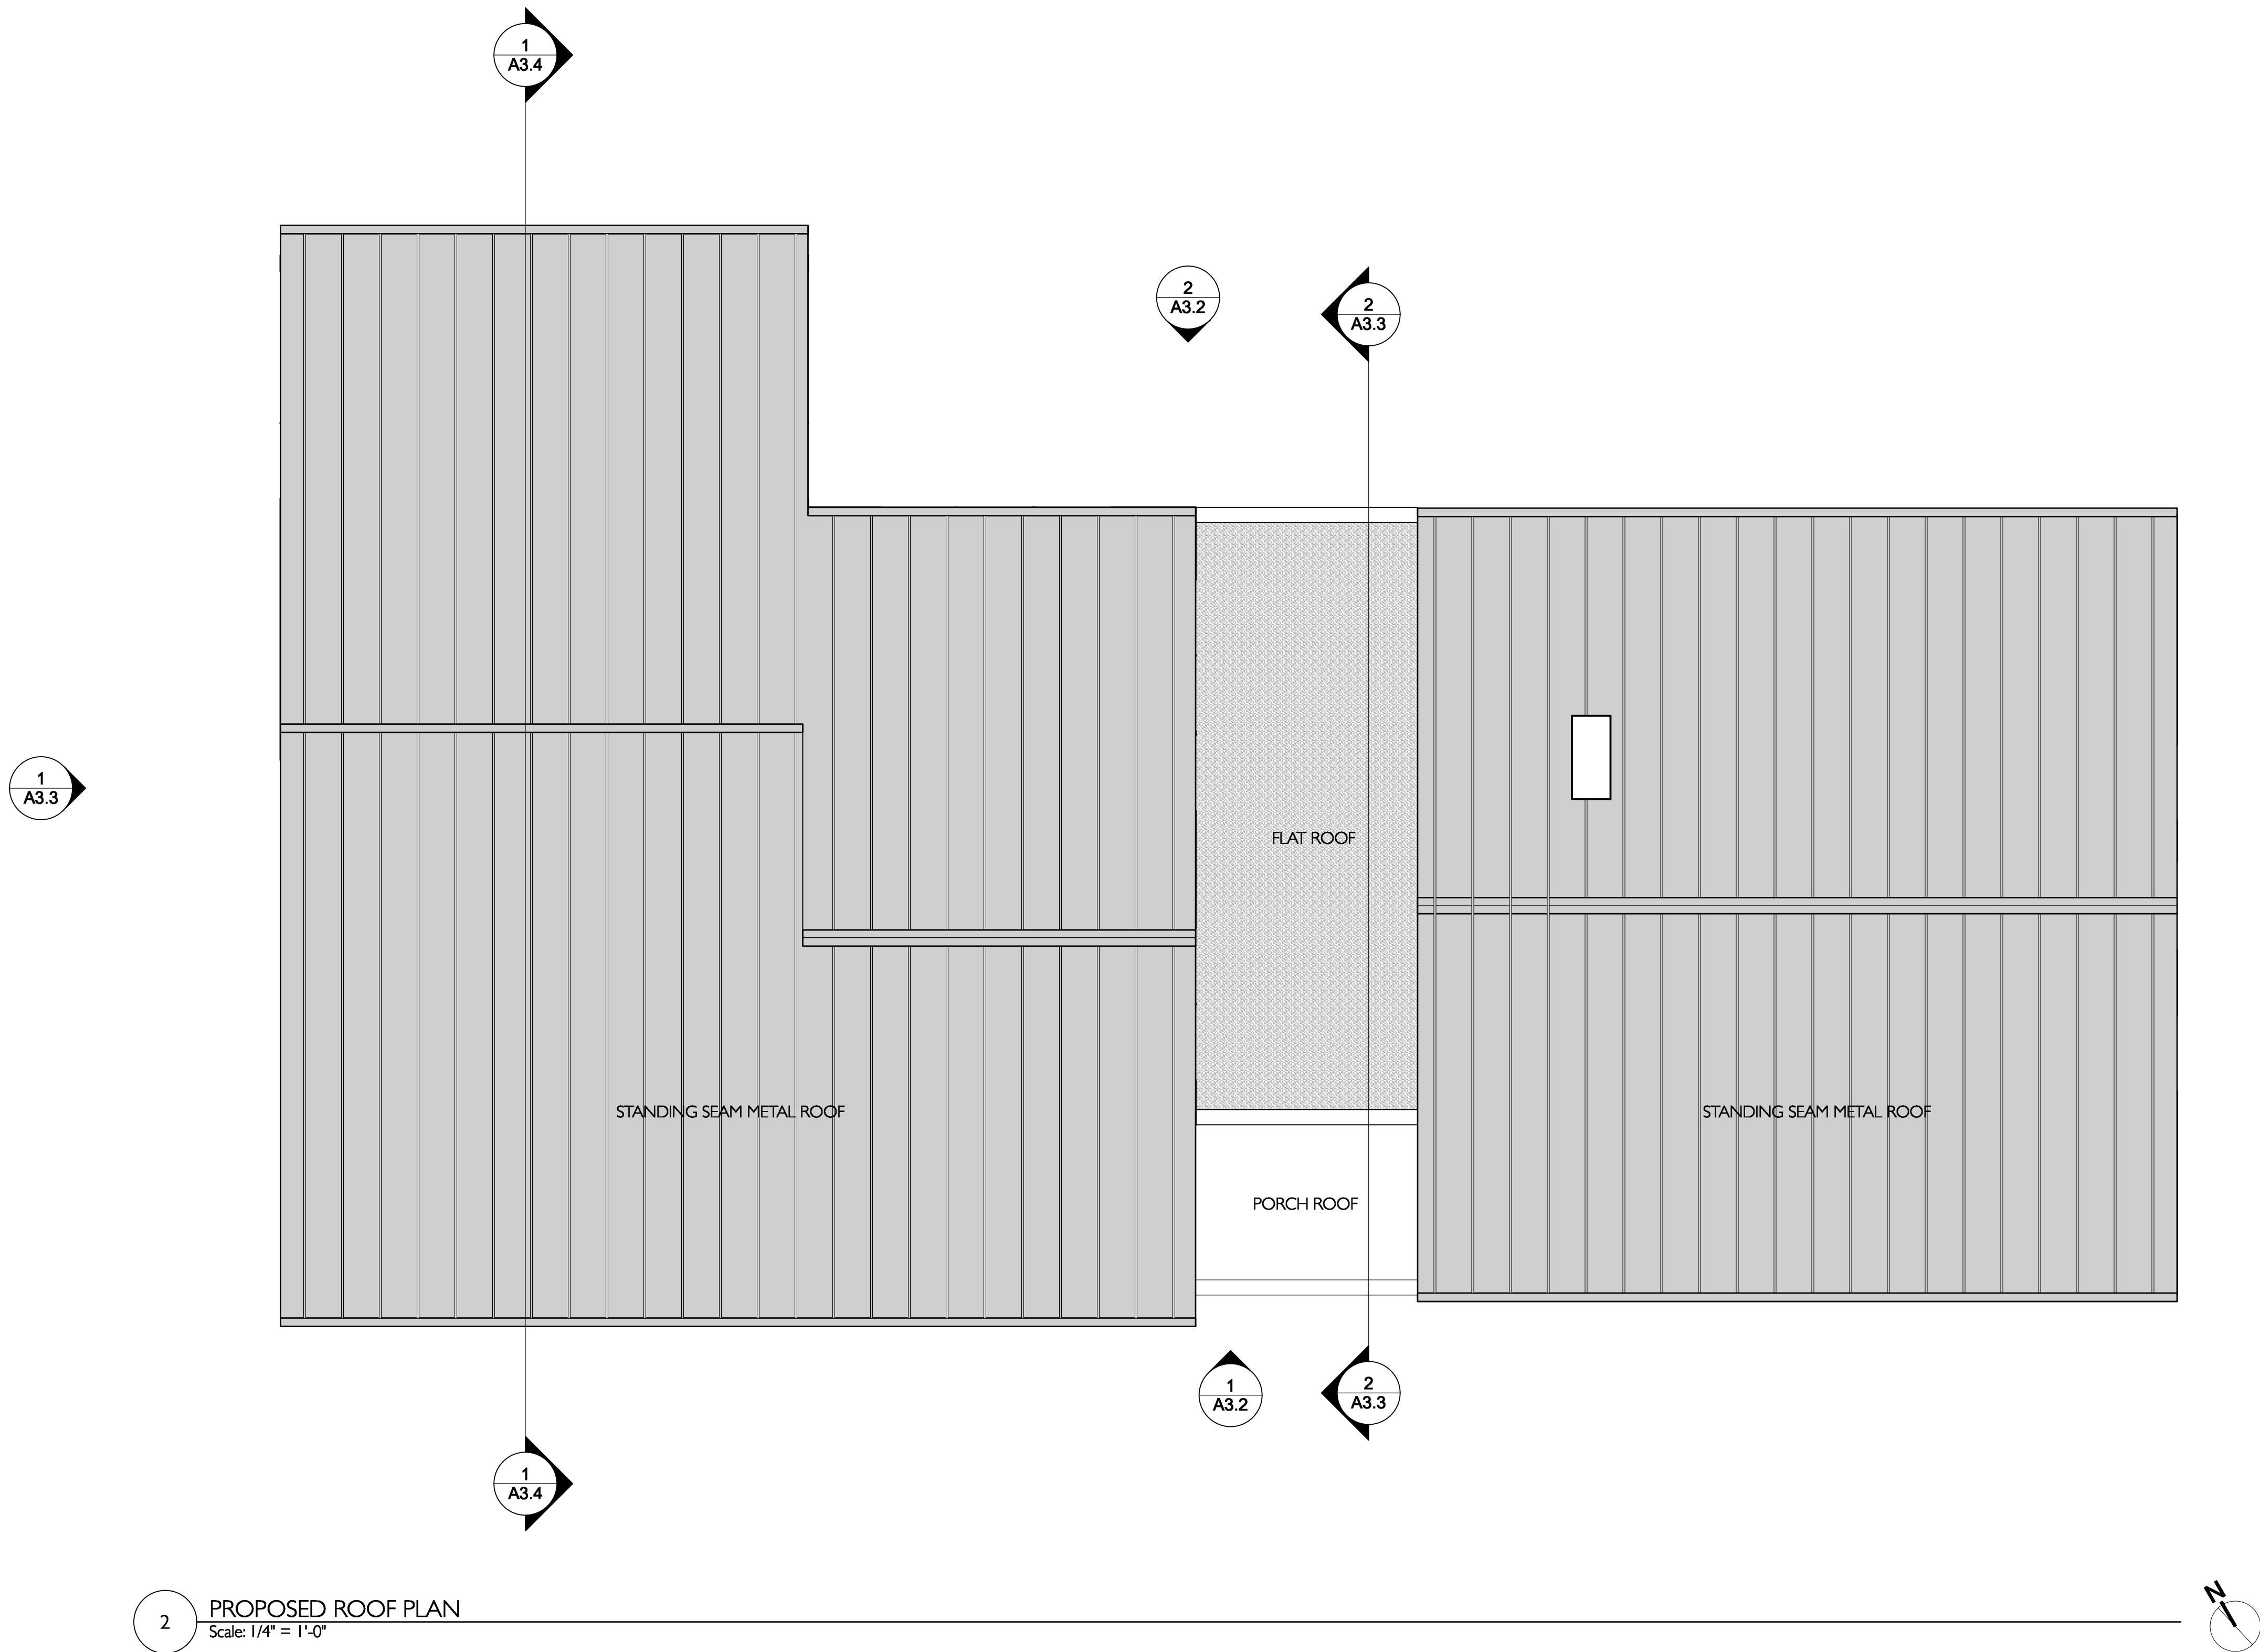 1
A3.4
2
A3.2
2
A3.3
1
A3.3
FLAT ROOF
STANDING SEAM METAL ROOF
STANDING SEAM METAL ROOF
PORCH ROOF
1
A3.2
2
A3.3
1
A3.4
N
2
PROPOSED ROOF PLAN
Scale: 1/4" = 1'-0"